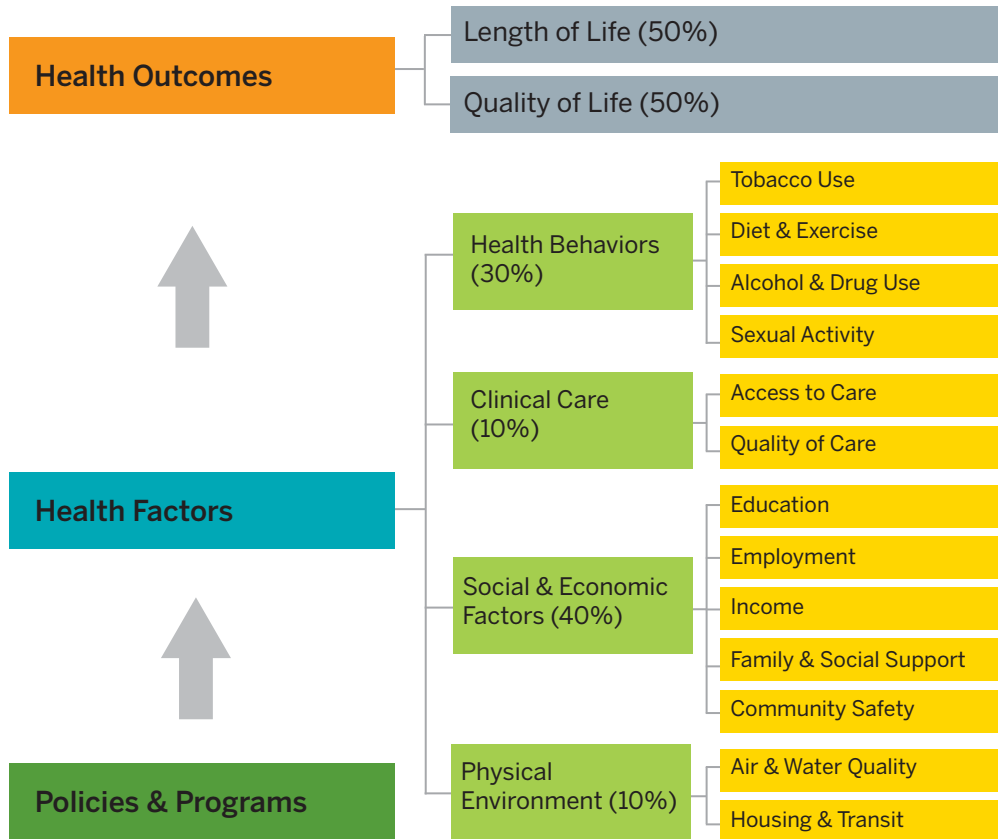 Health Outcomes
Length of Life (50%)
Quality of Life (50%)
Health Factors
Health Behaviors
(30%)
Tobacco Use
Diet & Exercise
Alcohol & Drug Use
Sexual Activity
Clinical Care
(10%)
Access to Care
Quality of Care
Social & Economic
Factors (40%)
Education
Employment
Income
Family & Social Support
Community Safety
Physical
Environment (10%)
Air & Water Quality
Housing & Transit
Policies & Programs